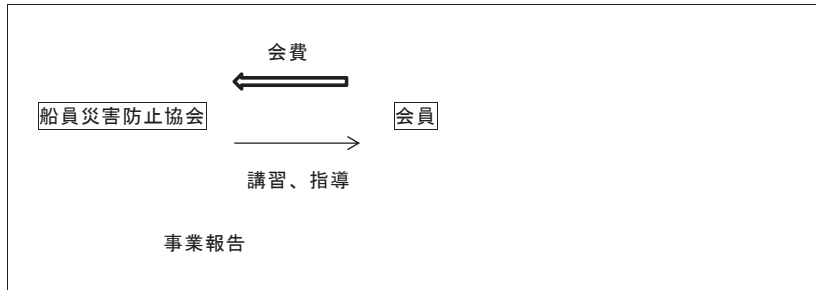 会費
船員災害防止協会
会員
講習、指導
事業報告